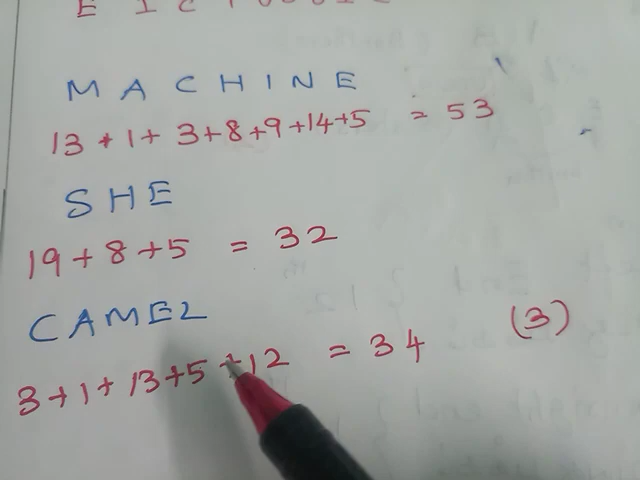 MACHINE
13+1+3+8+9+14+5 = 53
SHE
19+8+5 = 32
CAMEL
3+1+13+5+12 = 34 (3)